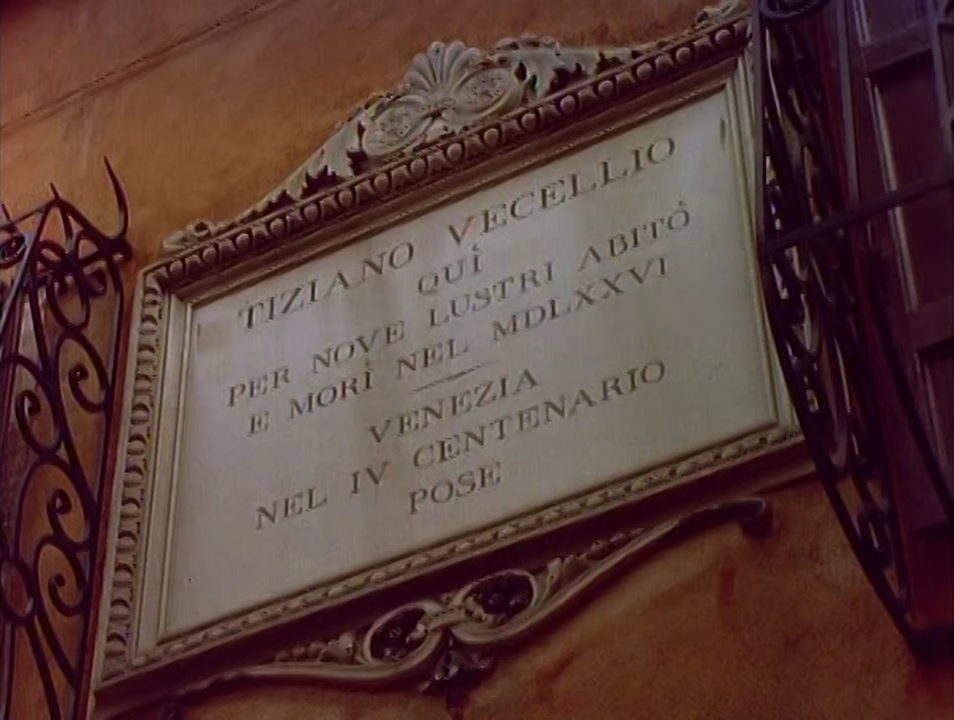 TIZIANO VECELLIO
QUÌ
PER NOVE LUSTRI ABITÒ
E MORÌ NEL MDLXXVI
VENEZIA
NEL IV CENTENARIO
POSE